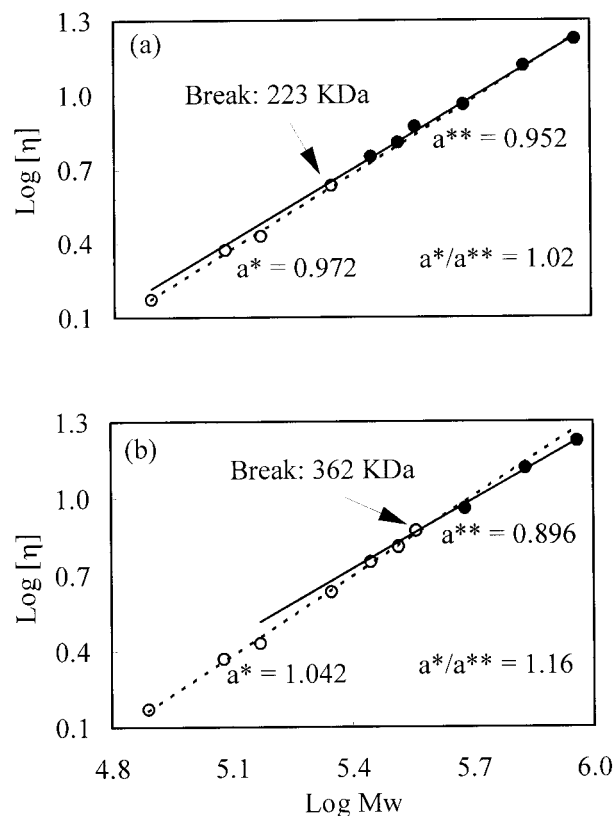 1.3
(a)
Break: 223 KDa
1.0
Log [η]
0.7
a** = 0.952
0.4
a* = 0.972
a*/a** = 1.02
0.1
1.3
(b)
Break: 362 KDa
1.0
Log [η]
a** = 0.896
0.7
0.4
a* = 1.042
a*/a** = 1.16
0.1
4.8 5.1 5.4 5.7 6.0
Log Mw